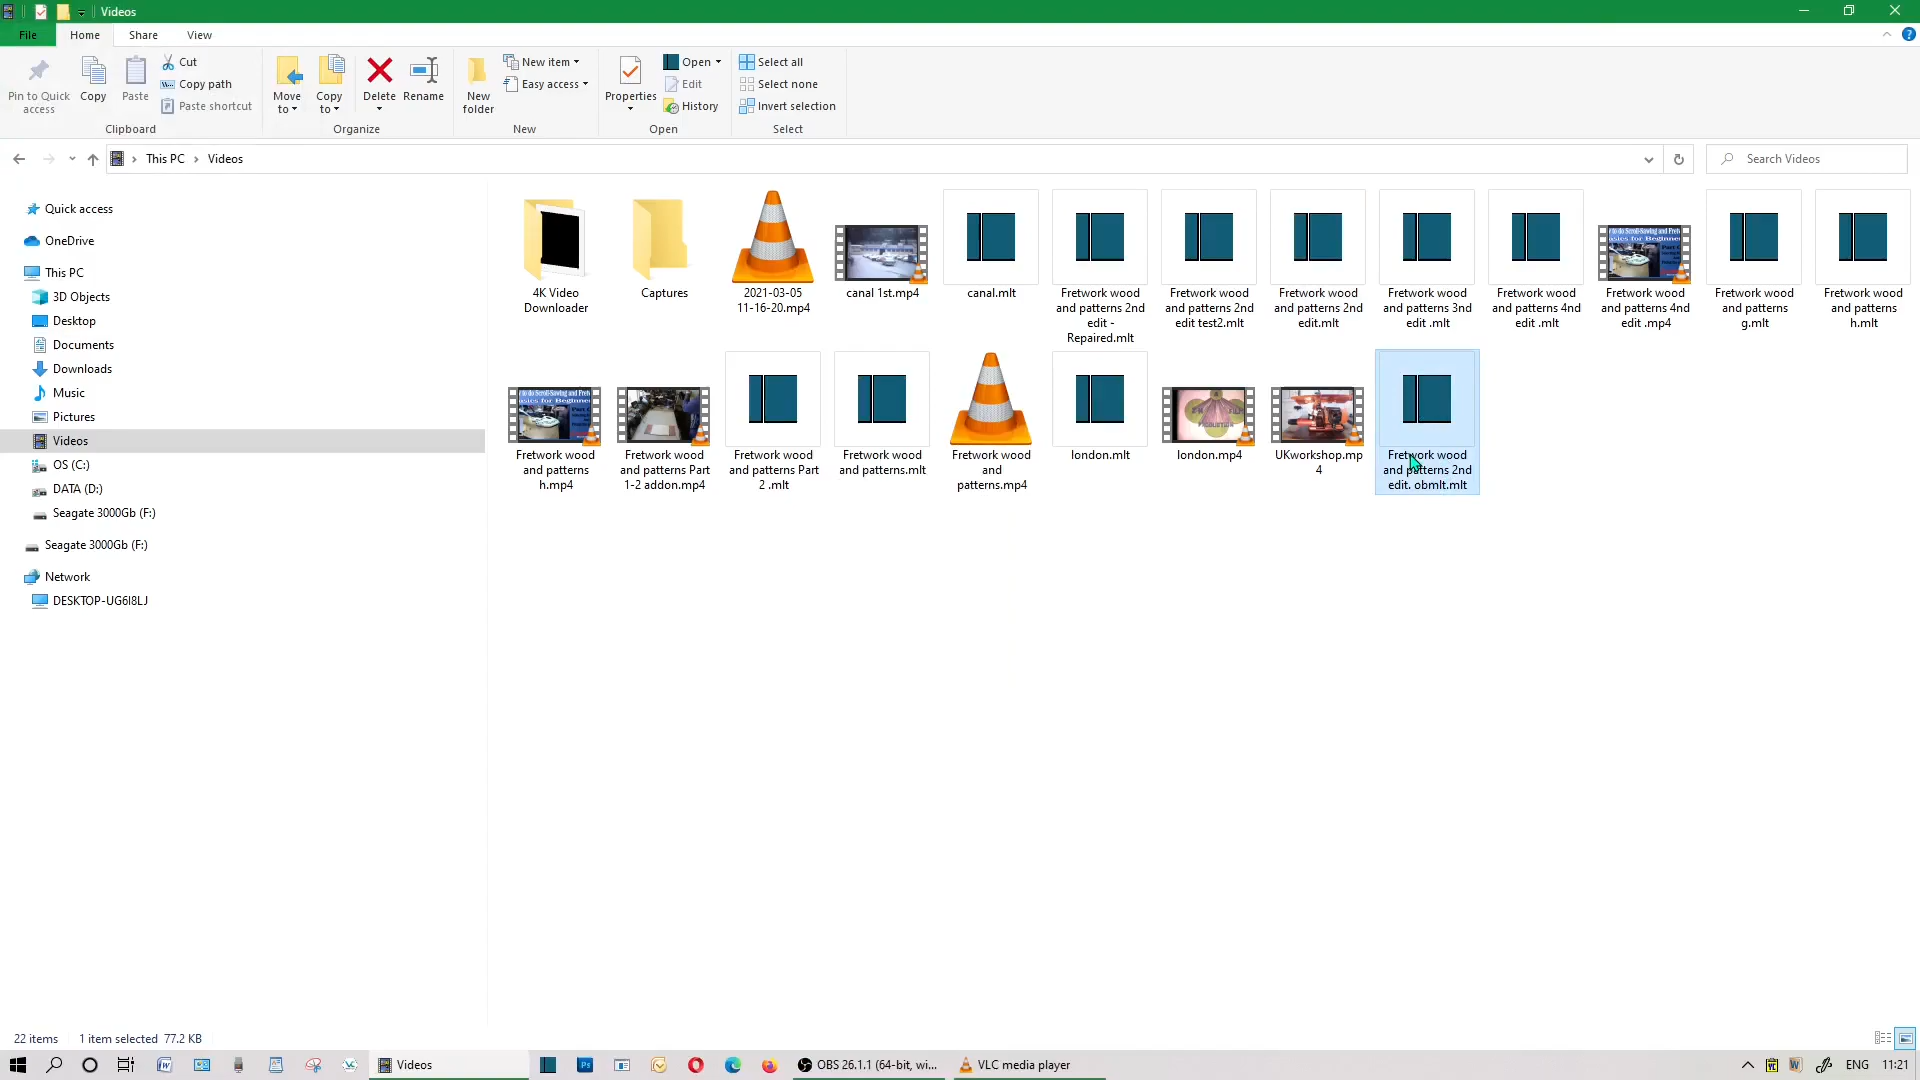 Videos
File
Home
Share
View
Pin to Quick
access
Copy
Paste
Cut
Copy path
Paste shortcut
Clipboard
Move
to
Copy
to
Delete
Rename
Organize
New
folder
New item
Easy access
New
Properties
Open
Edit
History
Open
Select all
Select none
Invert selection
Select
This PC
Videos
Search Videos
Quick access
OneDrive
This PC
3D Objects
Desktop
Documents
Downloads
Music
Pictures
Videos
OS (C:)
DATA (D:)
Seagate 3000Gb (F:)
Seagate 3000Gb (F:)
Network
DESKTOP-UG6I8LJ
4K Video
Downloader
Captures
2021-03-05
11-16-20.mp4
canal 1st.mp4
canal.mlt
Fretwork wood
and patterns 2nd
edit -
Repaired.mlt
Fretwork wood
and patterns 2nd
edit test2.mlt
Fretwork wood
and patterns 2nd
edit.mlt
Fretwork wood
and patterns 3nd
edit .mlt
Fretwork wood
and patterns 4nd
edit .mlt
Fretwork wood
and patterns 4nd
edit .mp4
Fretwork wood
and patterns
g.mlt
Fretwork wood
and patterns
h.mlt
Fretwork wood
and patterns
h.mp4
Fretwork wood
and patterns Part
1-2 addon.mp4
Fretwork wood
and patterns Part
2 .mlt
Fretwork wood
and patterns.mlt
Fretwork wood
and
patterns.mp4
london.mlt
london.mp4
UKworkshop.mp
4
Fretwork wood
and patterns 2nd
edit. obmlt.mlt
22 items
1 item selected 77.2 KB
Videos
OBS 26.1.1 (64-bit, wi...
VLC media player
ENG
11:21